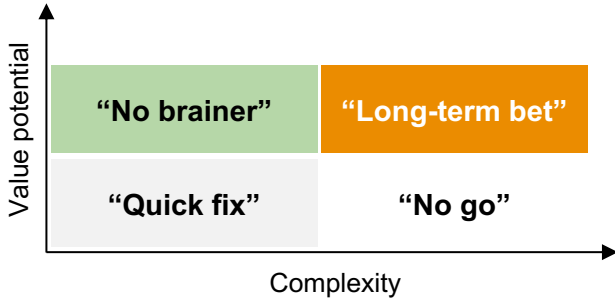 Value potential
“No brainer”
“Long-term bet”
“Quick fix”
“No go”
Complexity